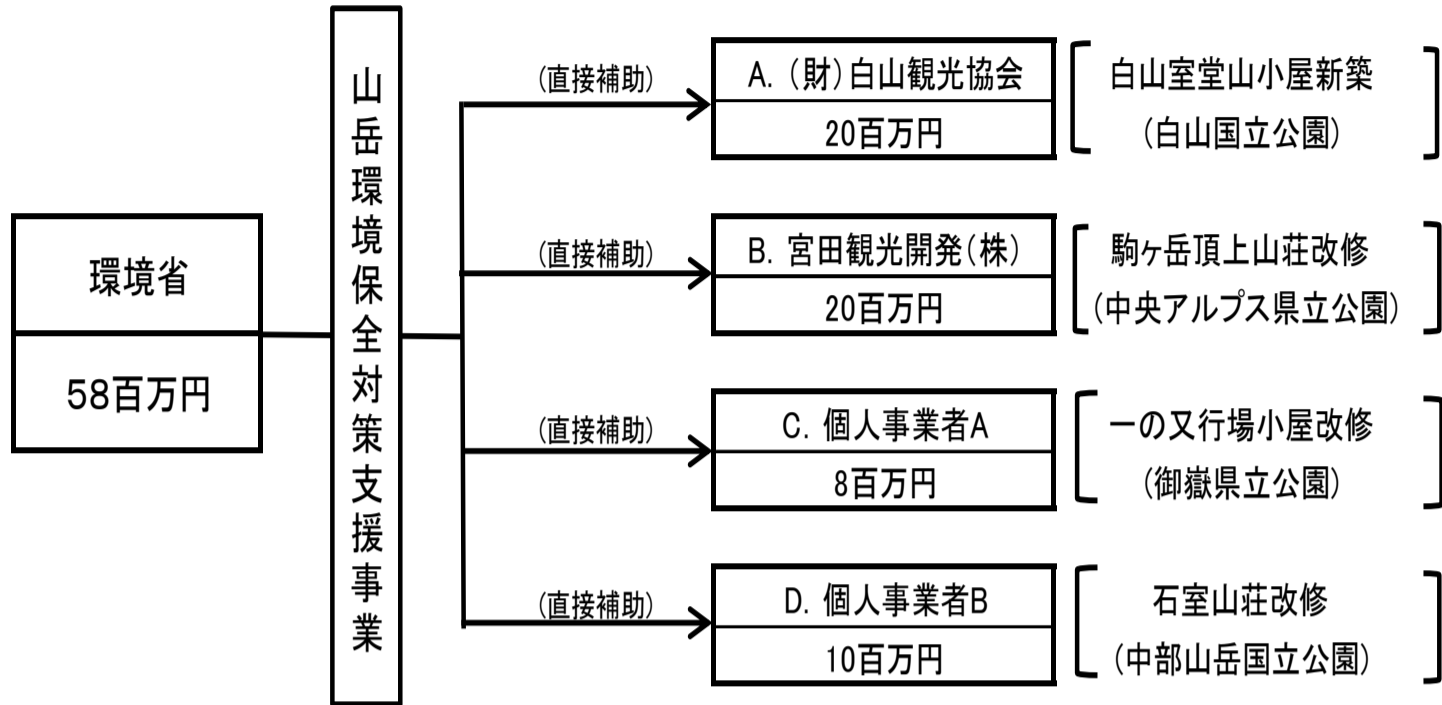 環境省
58百万円
山岳環境保全対策支援事業
(直接補助)
A. (財)白山観光協会
20百万円
白山室堂山小屋新築
(白山国立公園)
(直接補助)
B. 宮田観光開発(株)
20百万円
駒ヶ岳頂上山荘改修
(中央アルプス県立公園)
(直接補助)
C. 個人事業者A
8百万円
一の又行場小屋改修
(御嶽県立公園)
(直接補助)
D. 個人事業者B
10百万円
石室山荘改修
(中部山岳国立公園)